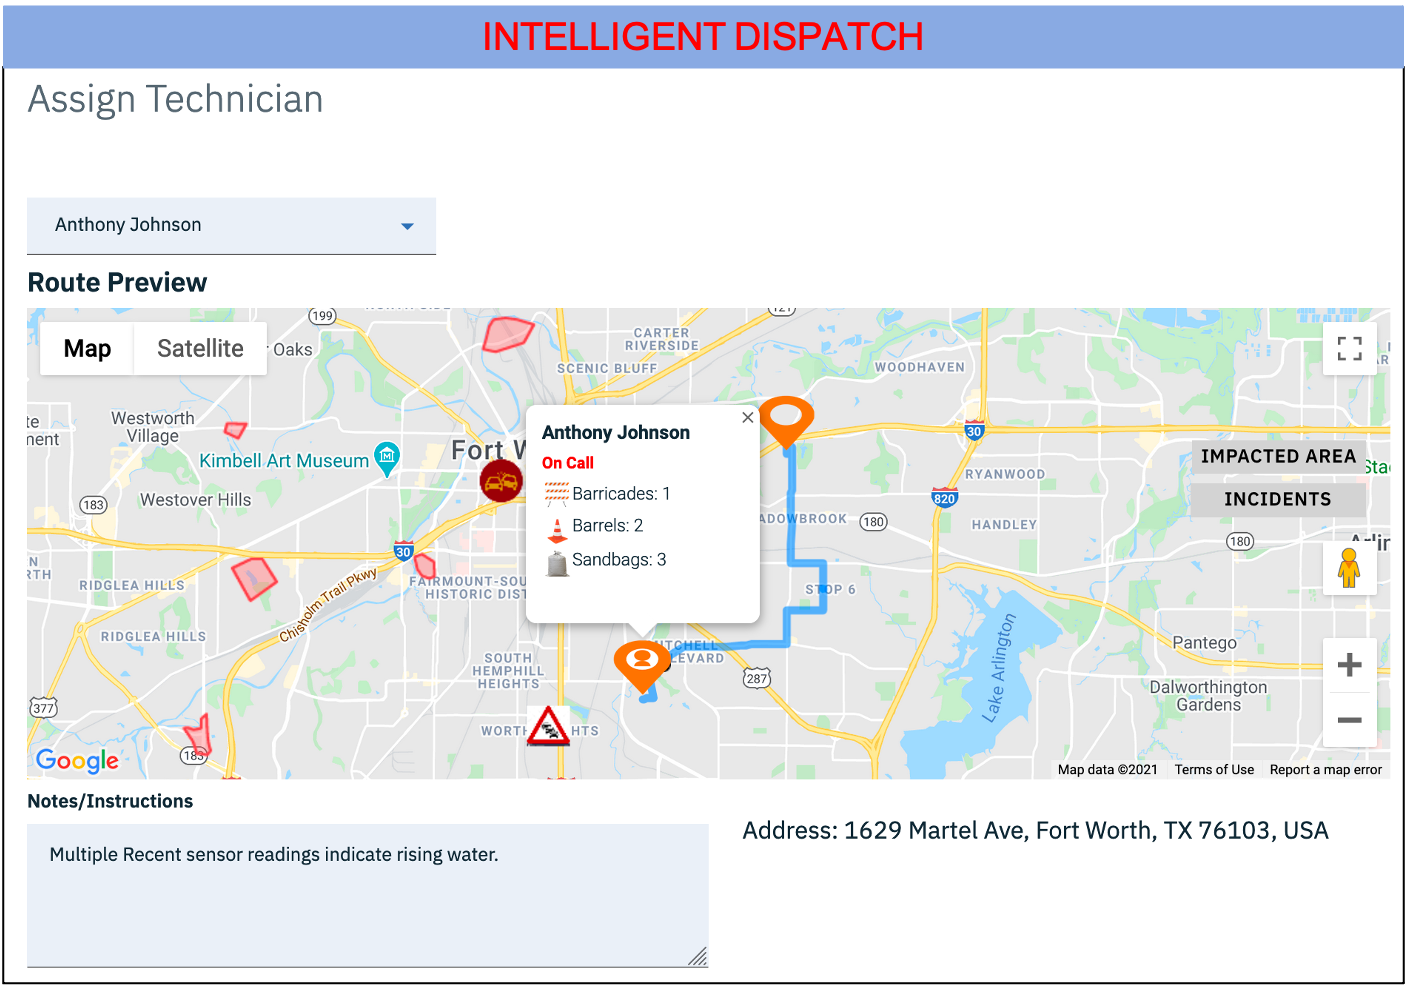 INTELLIGENT DISPATCH
Assign Technician
Anthony Johnson
Route Preview
Map
Satellite
199
Oaks
121
CARTER
RIVERSIDE
SCENIC BLUFF
WOODHAVEN
Westworth
Village
Kimbell Art Museum
Fort W
Westover Hills
183
30
RIDGLEA HILLS
Chisholm Trail Pkwy
FAIRMOUNT-SOU
HISTORIC DIST
RIDGLEA HILLS
SOUTH
HEMPHILL
HEIGHTS
377
183
WORTH
HTS
Google
Anthony Johnson
On Call
Barricades: 1
Barrels: 2
Sandbags: 3
30
820
RYANWOOD
ADOWBROOK
180
HANDLEY
180
STOP 6
ITCHELL
LEVARD
287
Lake Arlington
Pantego
Dalworthington
Gardens
IMPACTED AREA
INCIDENTS
Arlin
Map data ©2021
Terms of Use
Report a map error
Notes/Instructions
Multiple Recent sensor readings indicate rising water.
Address: 1629 Martel Ave, Fort Worth, TX 76103, USA